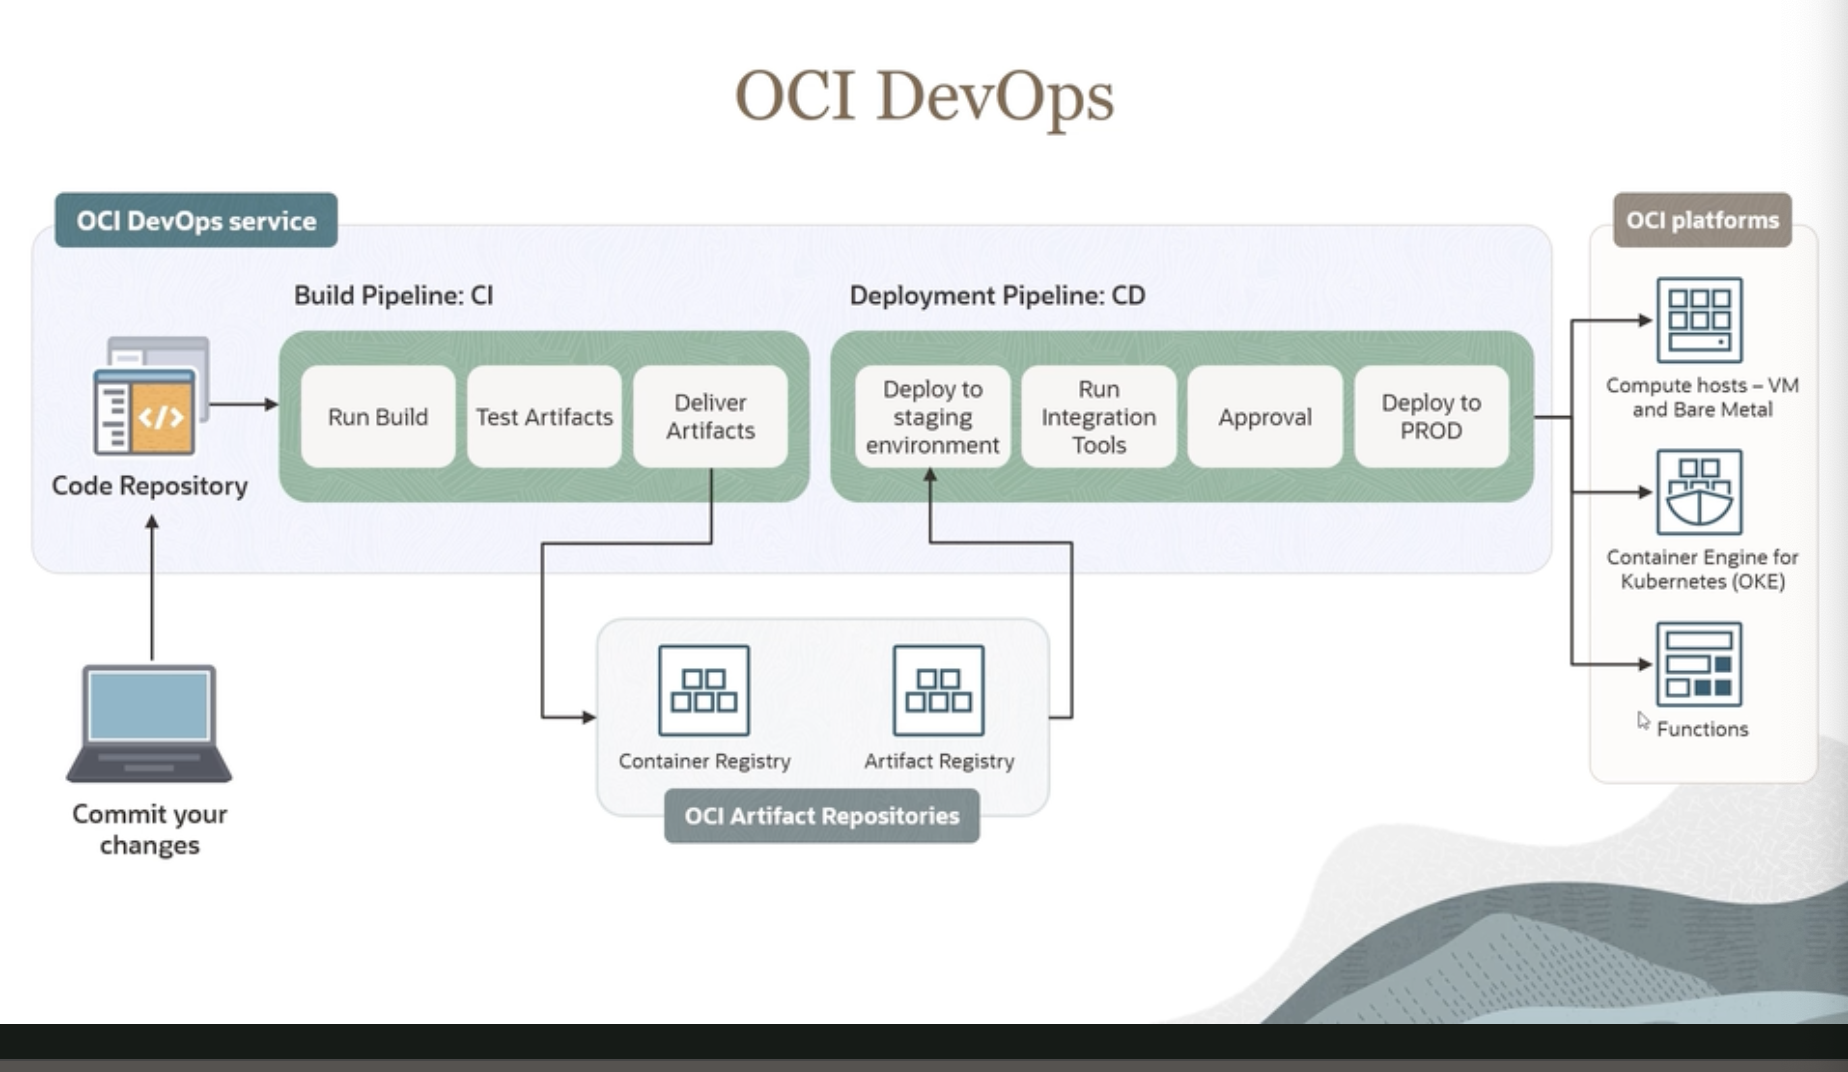 OCI DevOps
OCI DevOps service
OCI platforms
Build Pipeline: CI
Deployment Pipeline: CD
Run Build
Test Artifacts
Deliver
Artifacts
Deploy to
staging
environment
Run
Integration
Tools
Approval
Deploy to
PROD
Code Repository
Commit your
changes
Container Registry
Artifact Registry
OCI Artifact Repositories
Compute hosts – VM
and Bare Metal
Container Engine for
Kubernetes (OKE)
Functions